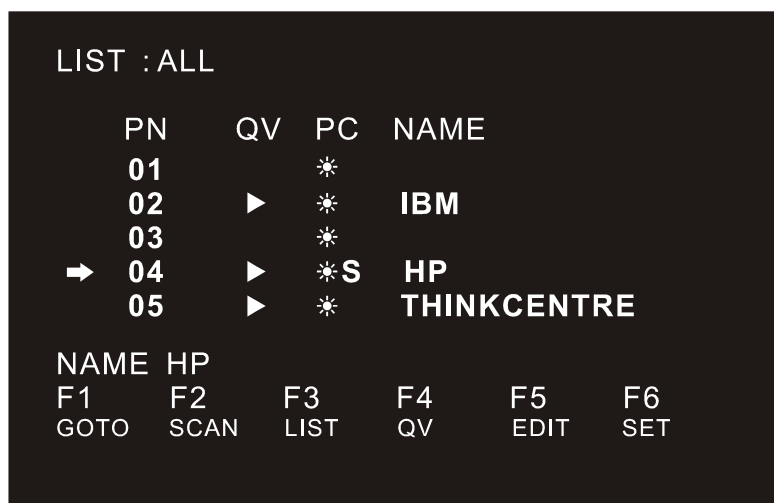 LIST : ALL
PN QV PC NAME
01 ☀
02 ▶ ☀ IBM
03 ☀
➡ 04 ▶ ☀S HP
05 ▶ ☀ THINKCENTRE
NAME HP
F1 F2 F3 F4 F5 F6
GOTO SCAN LIST QV EDIT SET